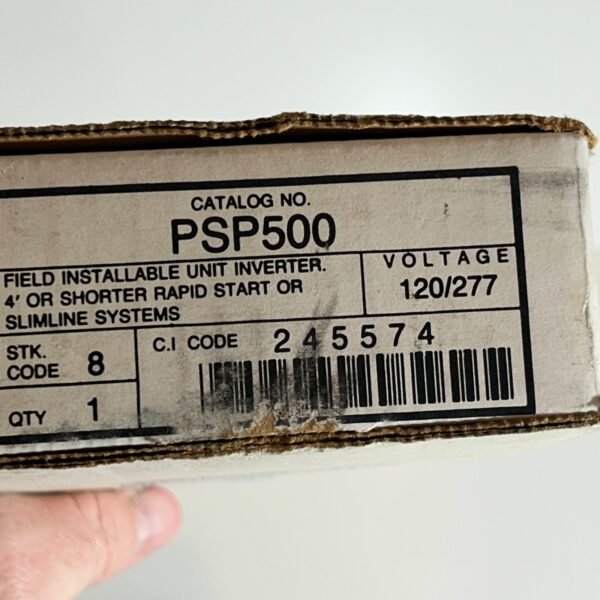 CATALOG NO.
PSP500
FIELD INSTALLABLE UNIT INVERTER.
4' OR SHORTER RAPID START OR
SLIMLINE SYSTEMS
VOLTAGE
120/277
STK.
CODE 8
C.I CODE 245574
QTY 1